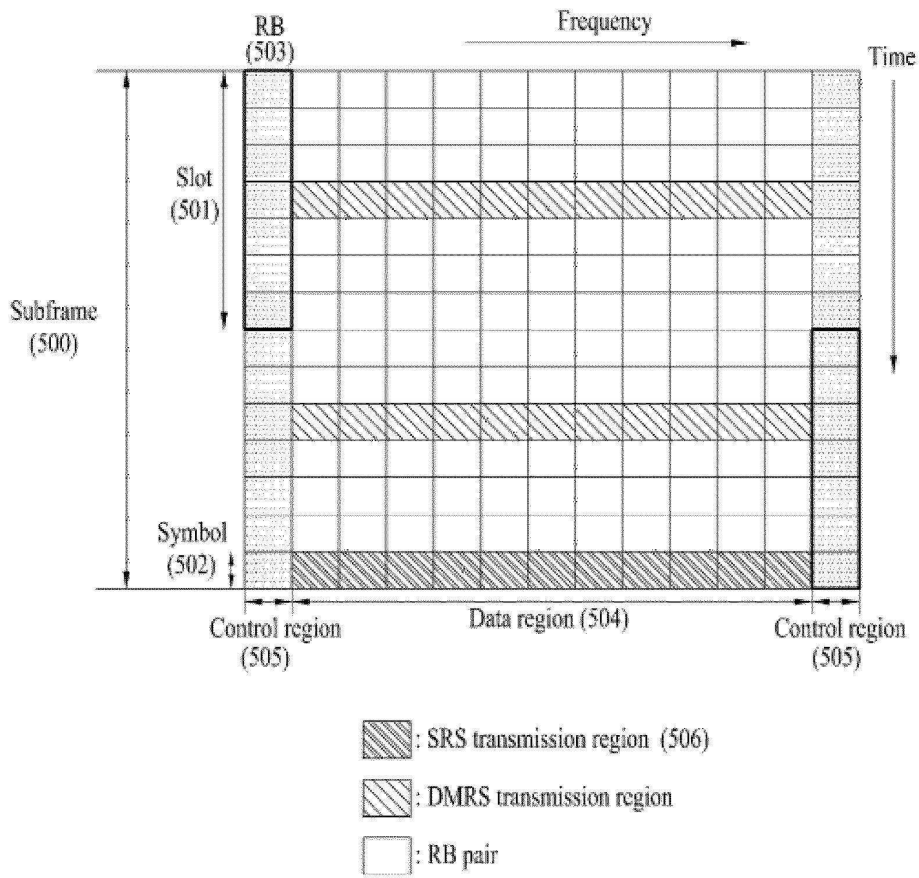 RB
(503)
Frequency
Time
Slot
(501)
Subframe
(500)
Symbol
(502)
Control region
(505)
Data region (504)
Control region
(505)
: SRS transmission region (506)
: DMRS transmission region
: RB pair